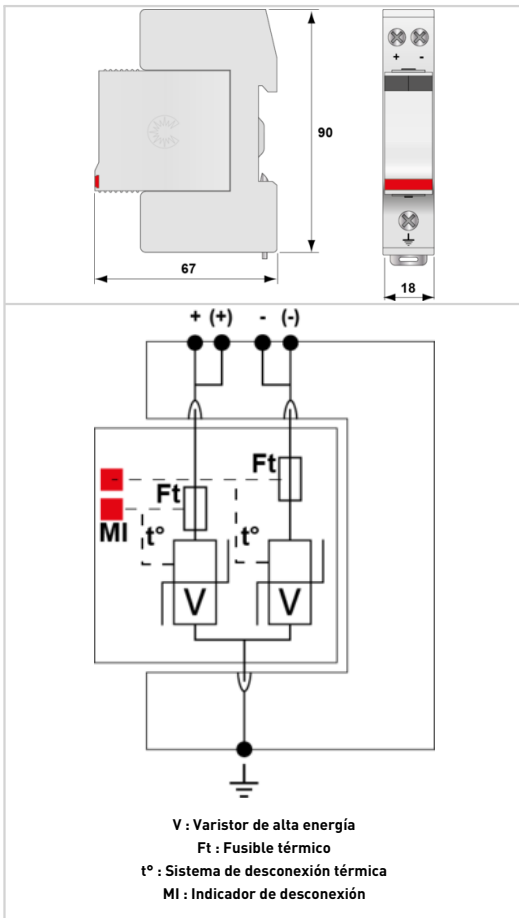 + -
90
67
18
+ (+) - (-)
Ft
Ft
MI t° t°
V V
V : Varistor de alta energía
Ft : Fusible térmico
t° : Sistema de desconexión térmica
MI : Indicador de desconexión